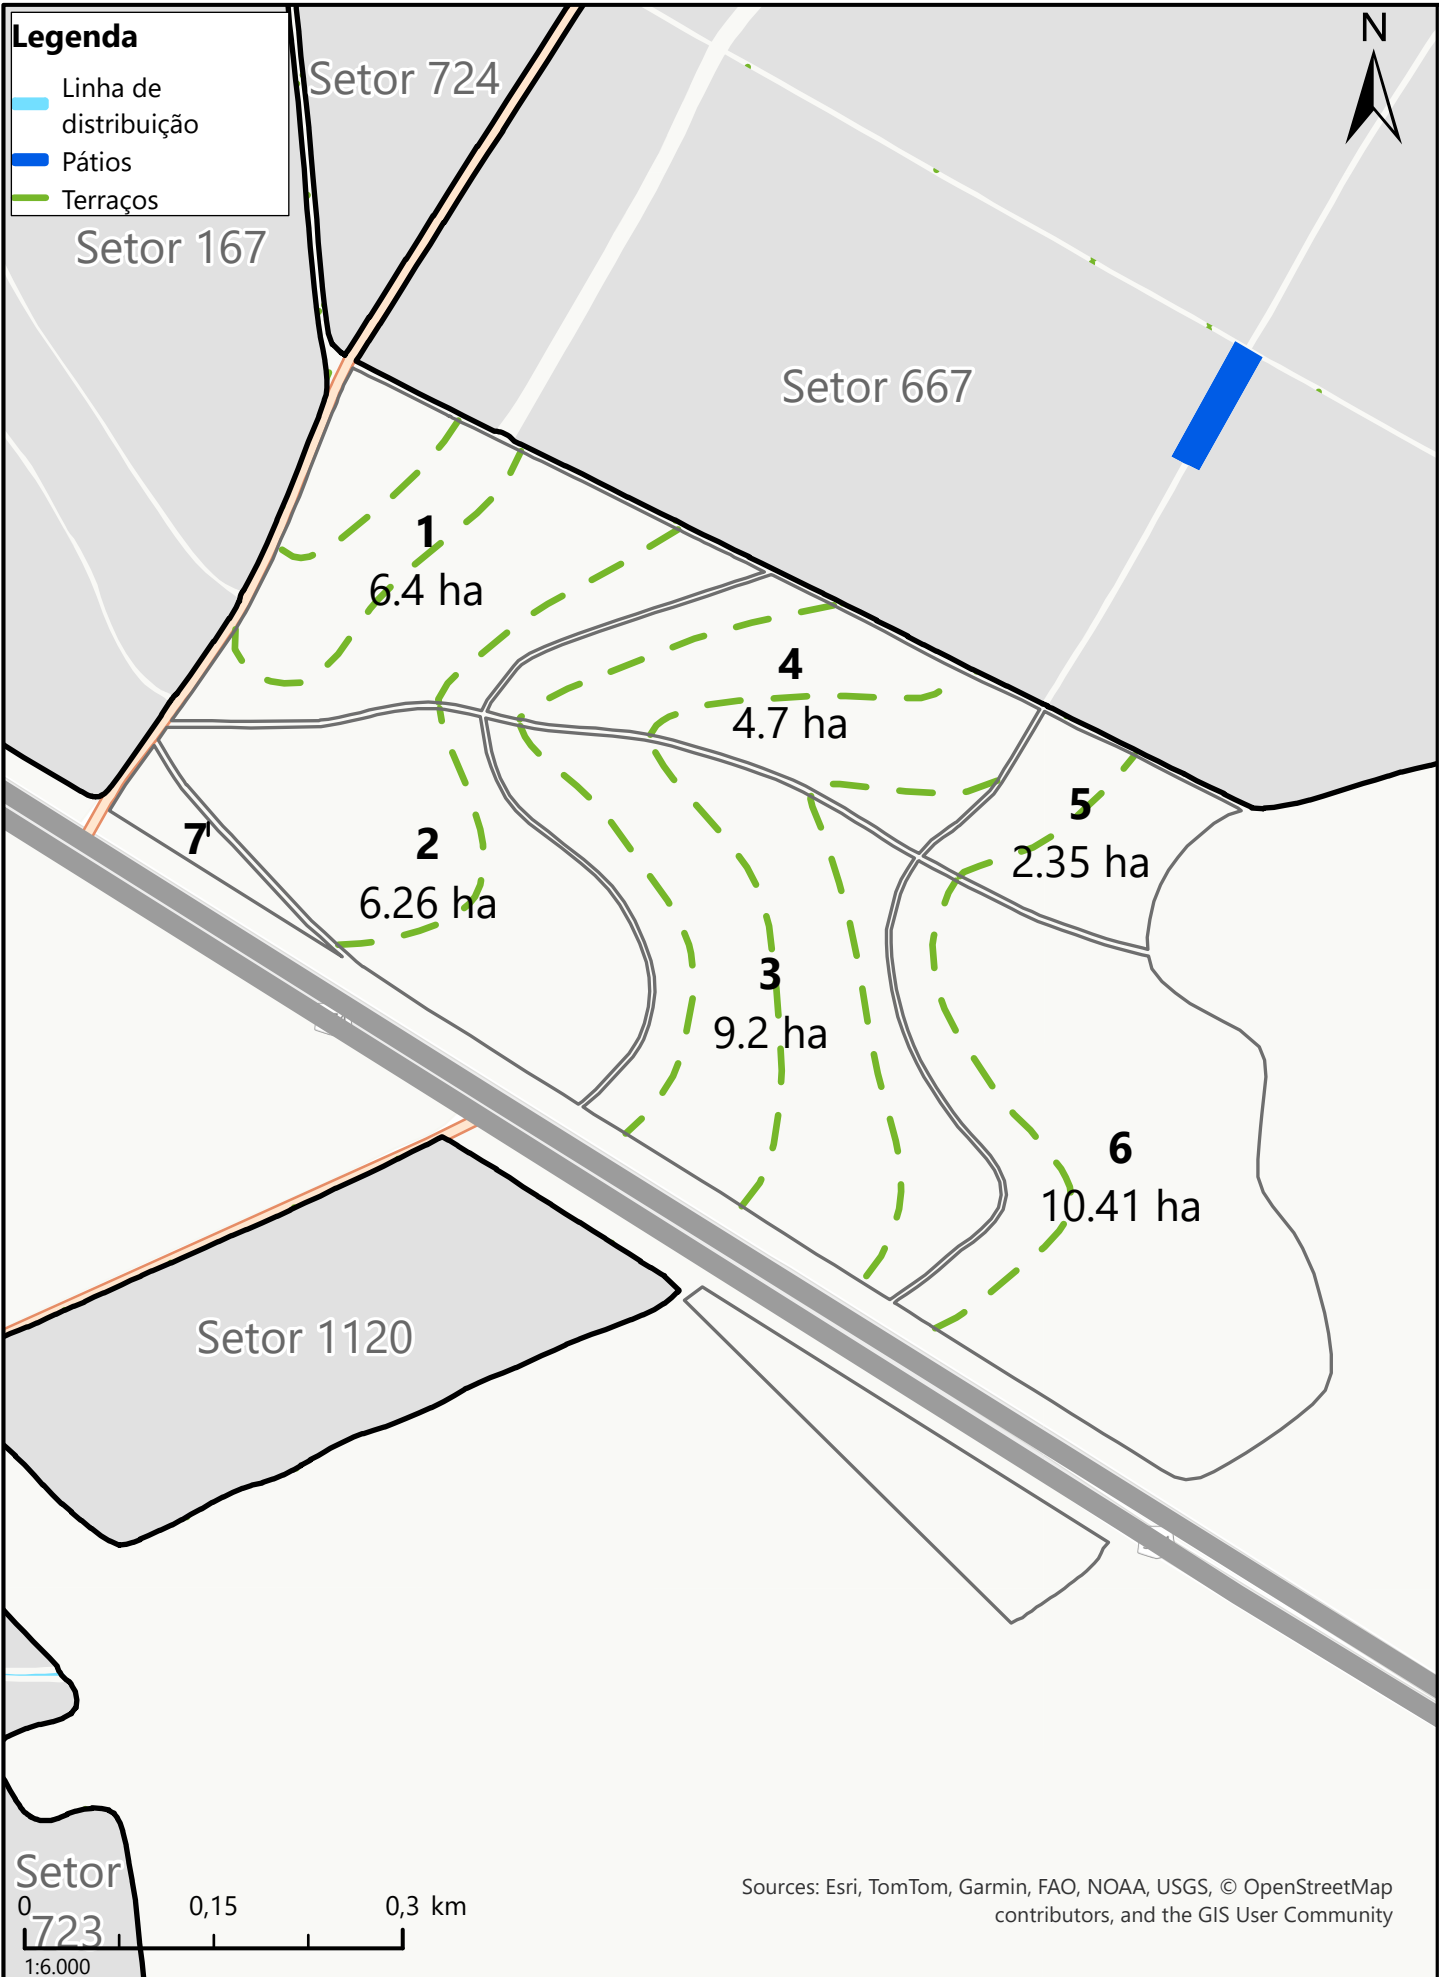 Legenda
Linha de
distribuição
Pátios
Terraços
N
Setor 724
Setor 167
Setor 667
1
6.4 ha
4
4.7 ha
5
2.35 ha
7
2
6.26 ha
3
9.2 ha
6
10.41 ha
Setor 1120
Setor
723
0 0,15 0,3 km
1:6.000
Sources: Esri, TomTom, Garmin, FAO, NOAA, USGS, © OpenStreetMap
contributors, and the GIS User Community